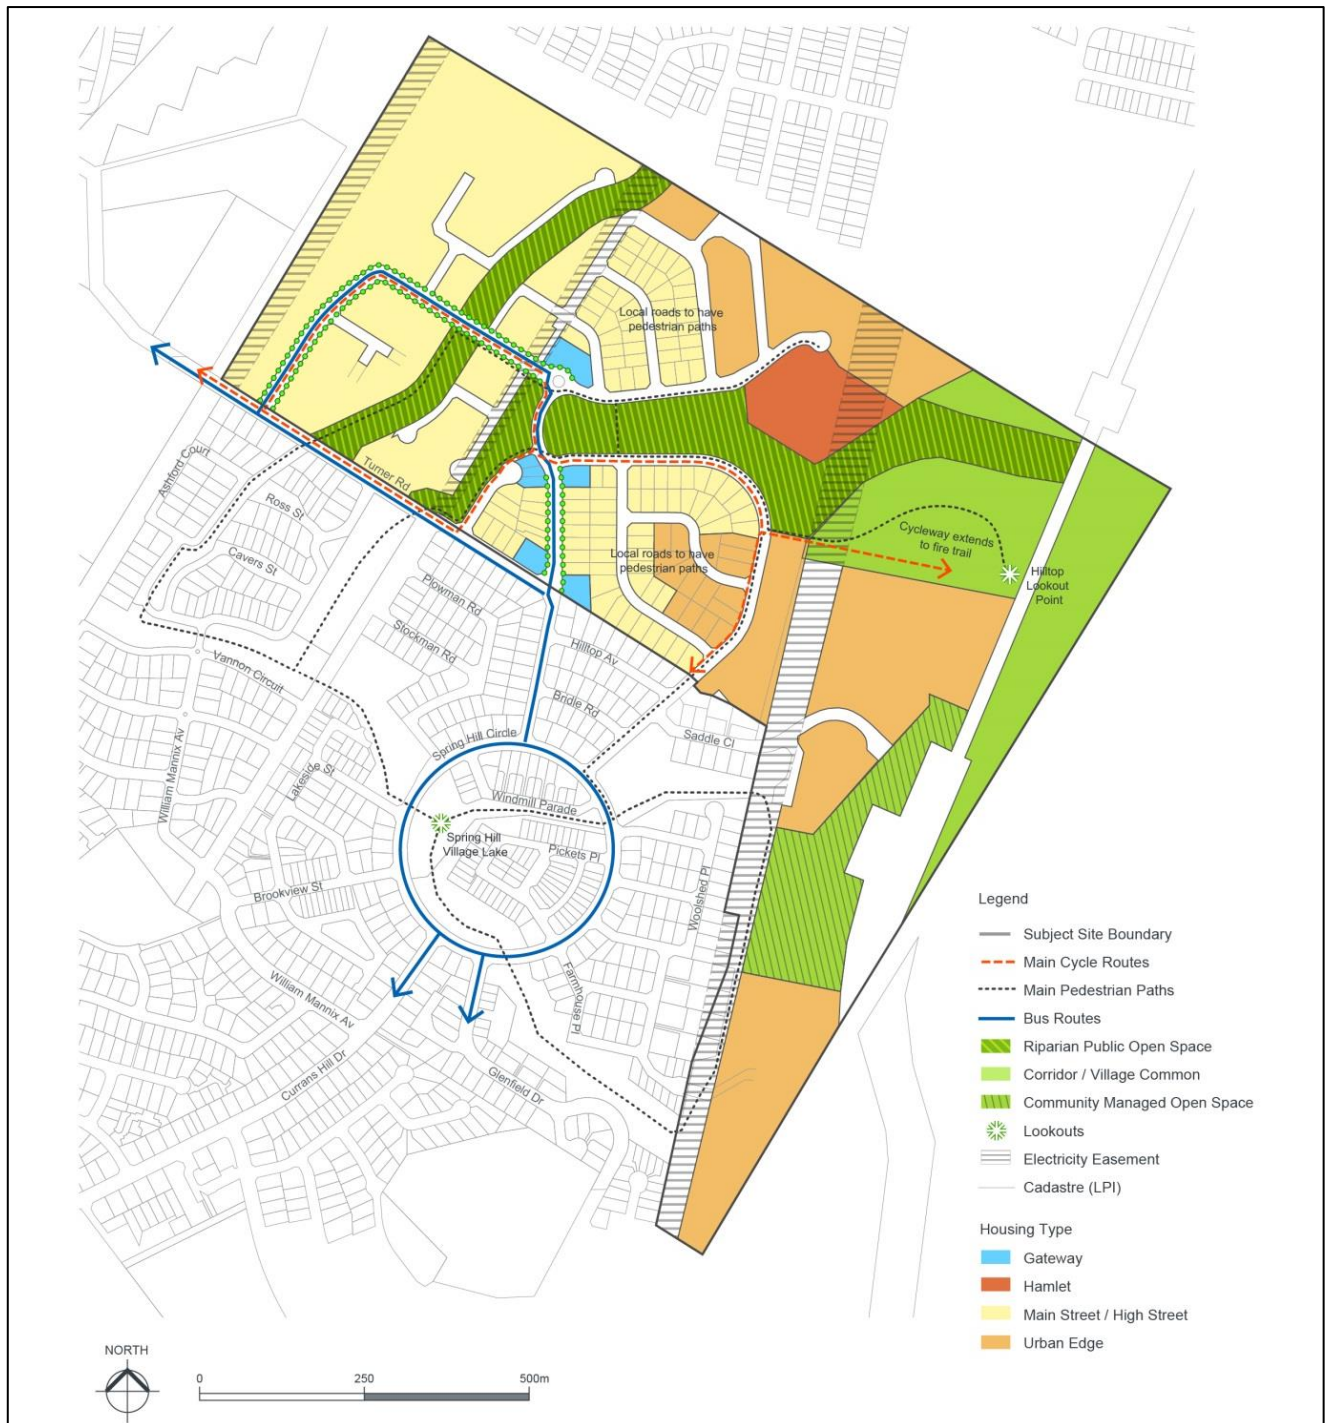 Local roads to have
pedestrian paths
Ashford Court
Turner Rd
Ross St
Cavers St
Cycleway extends
to fire trail
Hilltop
Lookout
Point
Local roads to have
pedestrian paths
Plowman Rd
Stockman Rd
Vannon Circuit
Hilltop Av
Bridle Rd
Saddle Cl
Spring Hill Circle
William Mannix Av
Lakeside St
Windmill Parade
Spring Hill
Village Lake
Pickets Pl
Brookview St
Woolshed Pl
William Mannix Av
Farmhouse Pl
Currans Hill Dr
Glenfield Dr
Legend
Subject Site Boundary
Main Cycle Routes
Main Pedestrian Paths
Bus Routes
Riparian Public Open Space
Corridor / Village Common
Community Managed Open Space
Lookouts
Electricity Easement
Cadastre (LPI)
Housing Type
Gateway
Hamlet
Main Street / High Street
Urban Edge
NORTH
0 250 500m